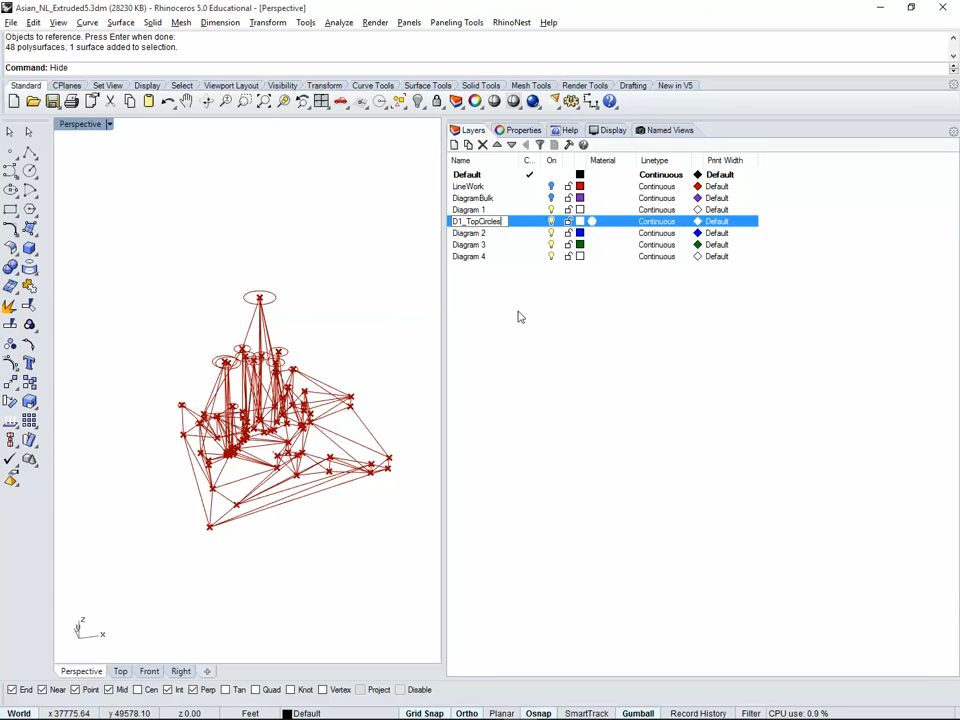 Asian_NL_Extruded5.3dm (28230 KB) - Rhinoceros 5.0 Educational - [Perspective]
File Edit View Curve Surface Solid Mesh Dimension Transform Tools Analyze Render Panels Paneling Tools RhinoNest Help
Objects to reference. Press Enter when done:
48 polysurfaces, 1 surface added to selection.
Command: Hide
Standard CPlanes Set View Display Select Viewport Layout Visibility Transform Curve Tools Surface Tools Solid Tools Mesh Tools Render Tools Drafting New in V5
Perspective
Layers Properties Help Display Named Views
Name C... On Material Linetype Print Width
Default Continuous Default
LineWork Continuous Default
DiagramBulk Continuous Default
Diagram 1 Continuous Default
D1_TopCircles Continuous Default
Diagram 2 Continuous Default
Diagram 3 Continuous Default
Diagram 4 Continuous Default
z
y
x
Perspective Top Front Right
End Near Point Mid Cen Int Perp Tan Quad Knot Vertex Project Disable
World x 37775.64 y 49578.10 z 0.00 Feet Default Grid Snap Ortho Planar Osnap SmartTrack Gumball Record History Filter CPU use: 0.9 %